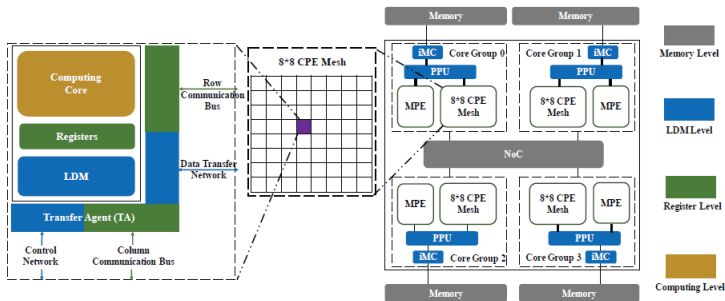 Computing
Core
Registers
LDM
Transfer Agent (TA)
Control
Network
Column
Communication Bus
Row
Communication
Bus
Data Transfer
Network
8*8 CPE Mesh
Memory
Memory
iMC
Core Group 0
PPU
MPE
8*8 CPE
Mesh
Core Group 1
iMC
PPU
8*8 CPE
Mesh
MPE
NoC
MPE
8*8 CPE
Mesh
PPU
iMC
Core Group 2
8*8 CPE
Mesh
MPE
PPU
iMC
Core Group 3
Memory
Memory
Memory Level
LDM Level
Register Level
Computing Level